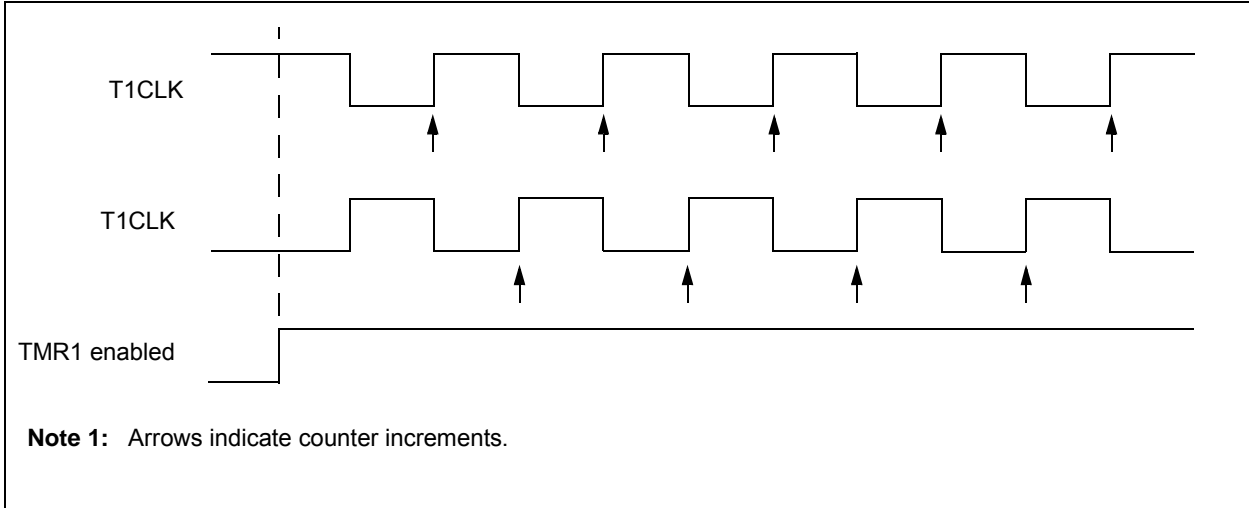 T1CLK
T1CLK
TMR1 enabled
Note 1: Arrows indicate counter increments.